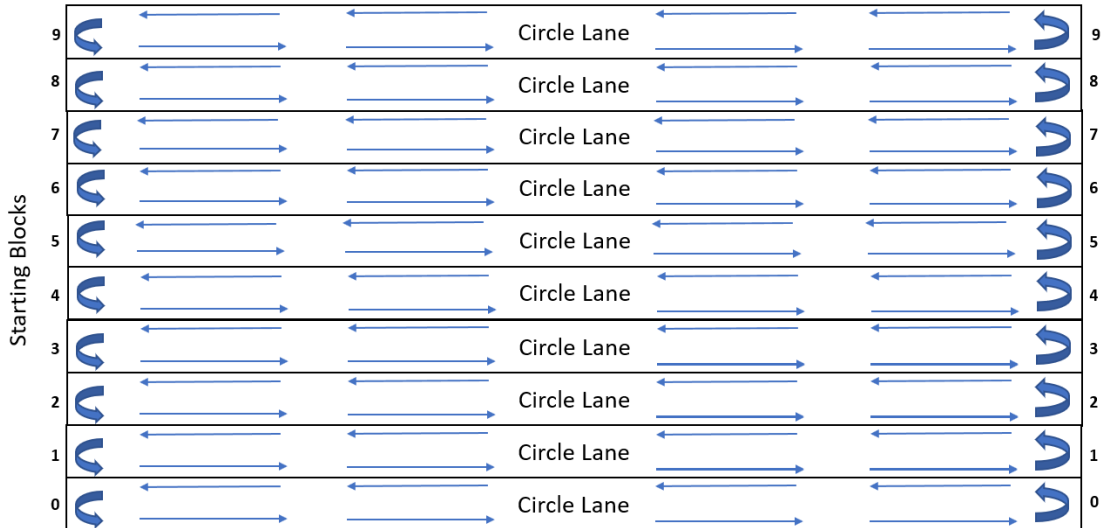 9 Circle Lane 9
8 Circle Lane 8
7 Circle Lane 7
6 Circle Lane 6
5 Circle Lane 5
4 Circle Lane 4
3 Circle Lane 3
2 Circle Lane 2
1 Circle Lane 1
0 Circle Lane 0
Starting Blocks